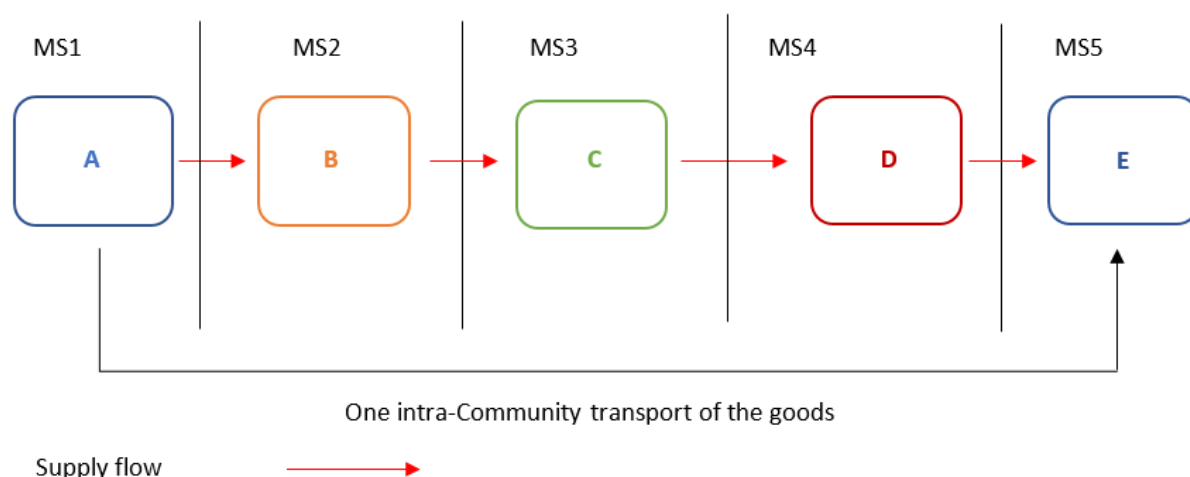 MS1 MS2 MS3 MS4 MS5
A B C D E
One intra-Community transport of the goods
Supply flow